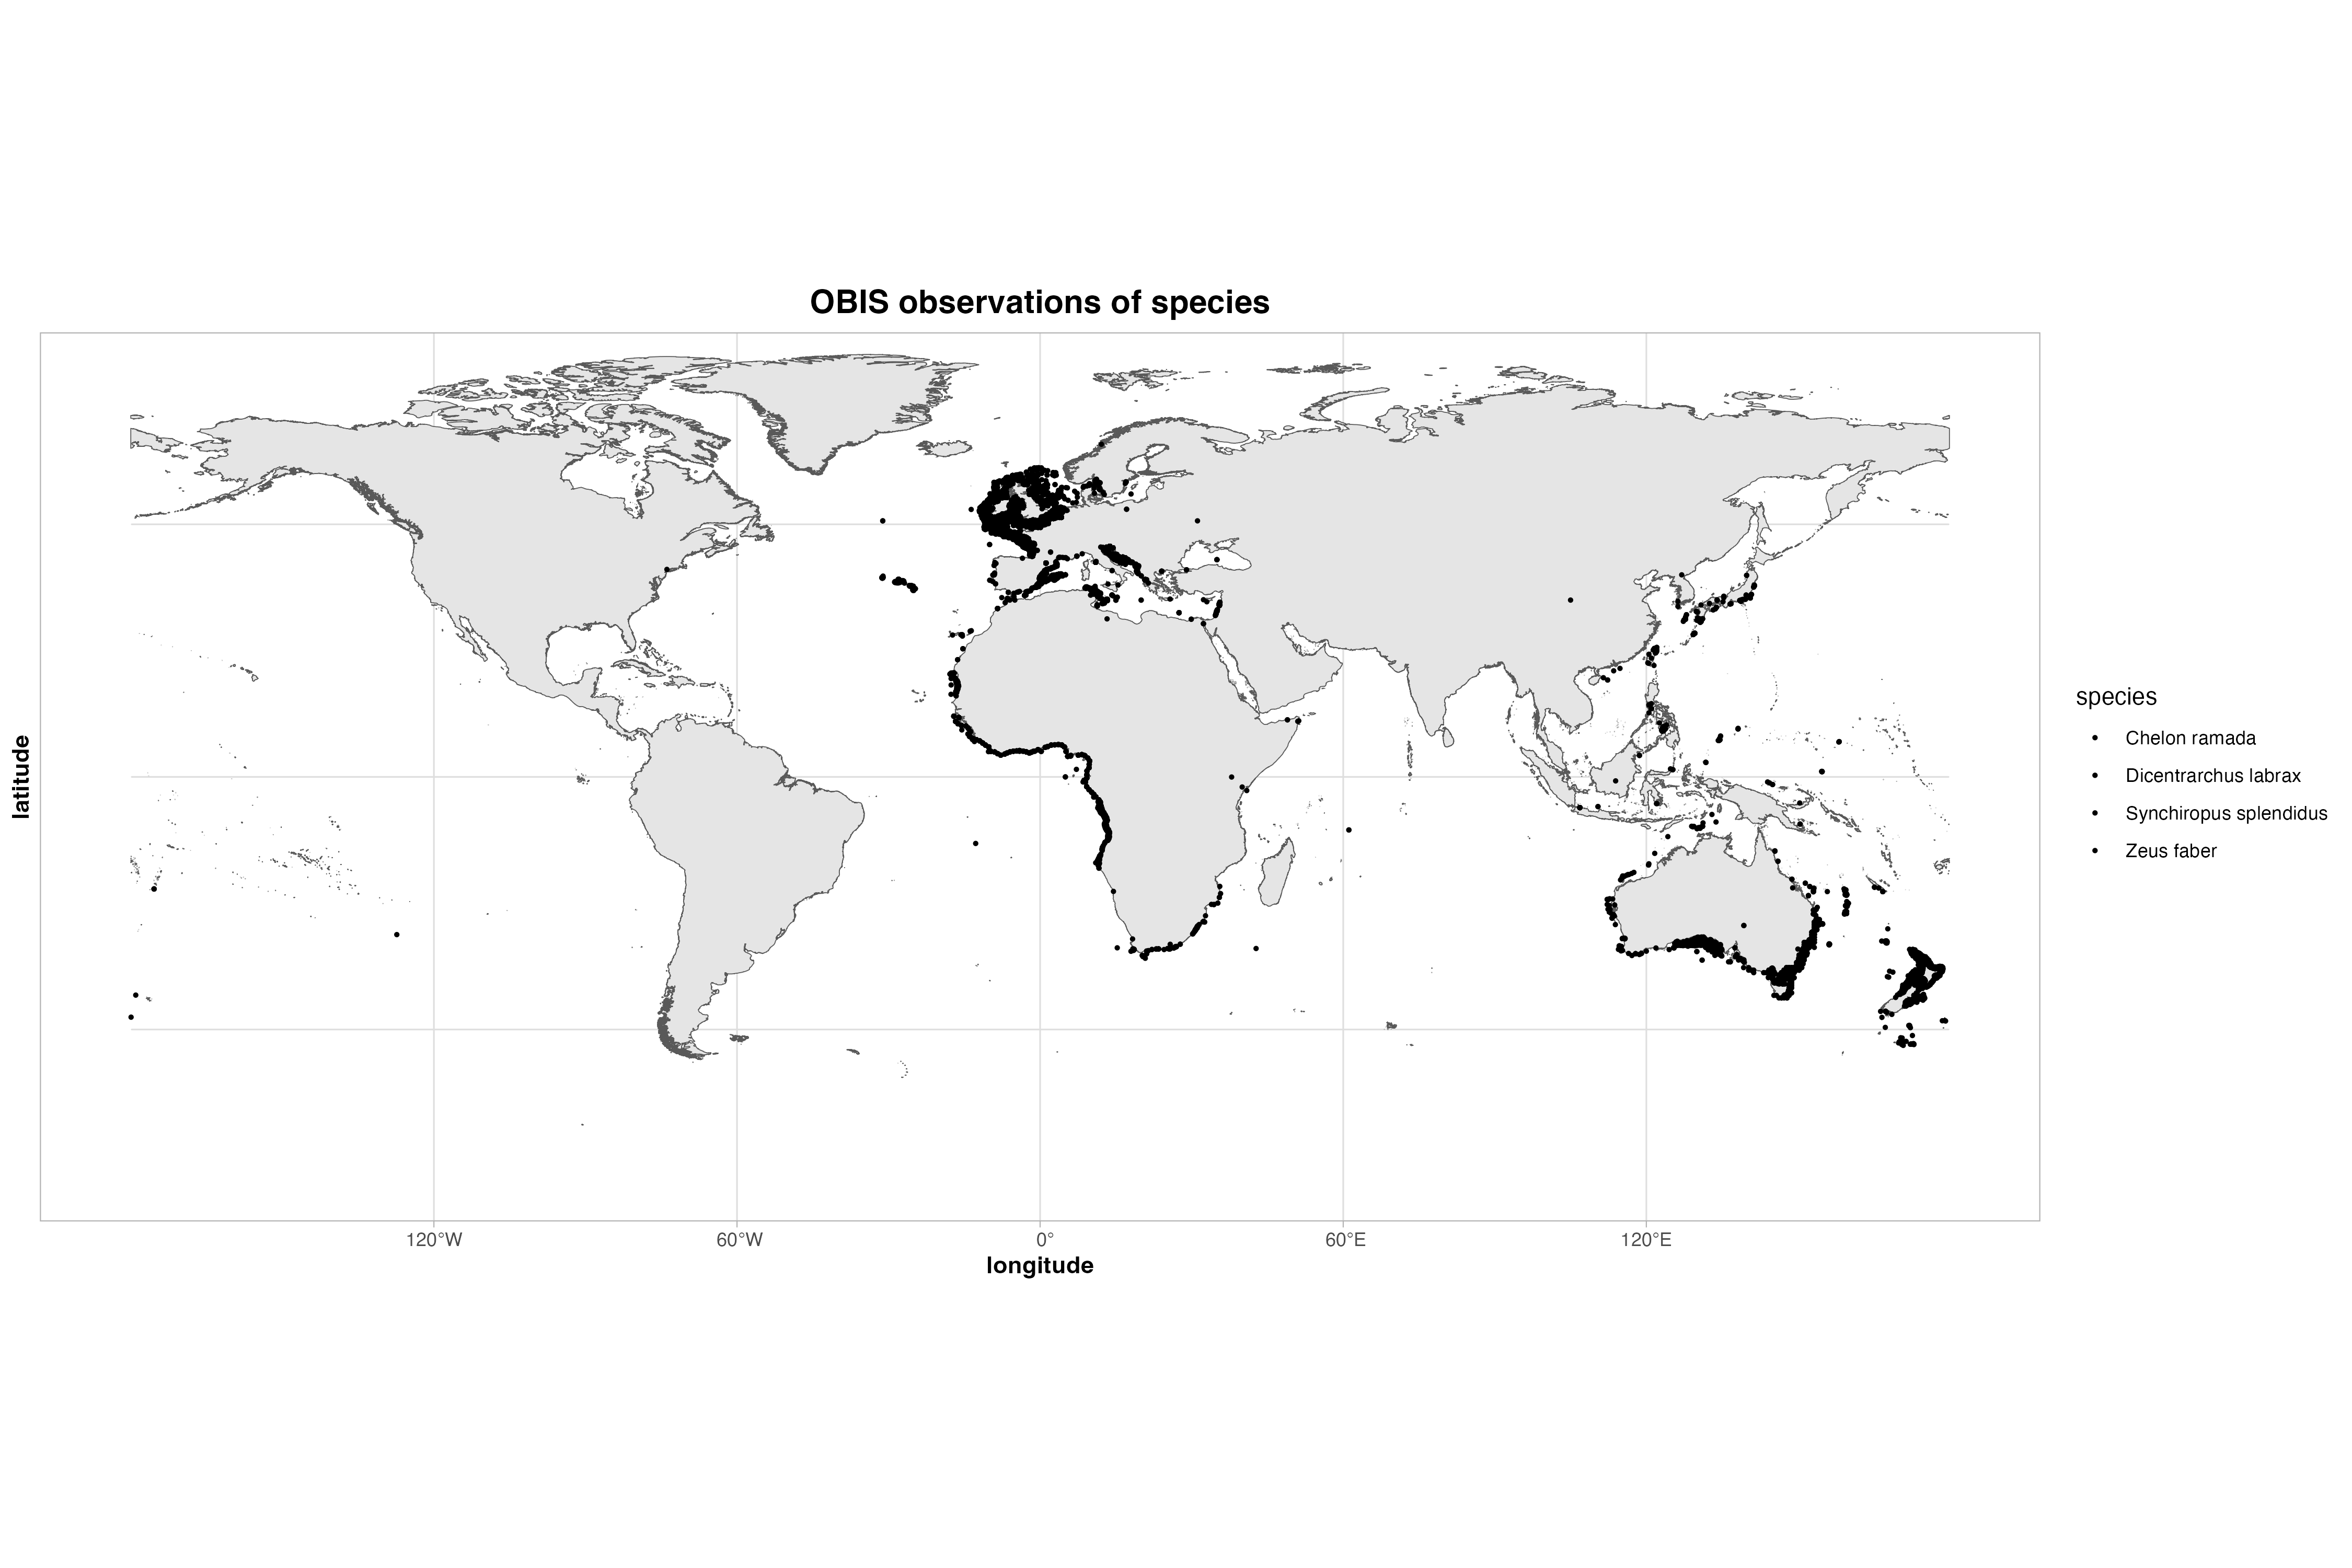 OBIS observations of species
latitude
species
Chelon ramada
Dicentrarchus labrax
Synchiropus splendidus
Zeus faber
120°W 60°W 0° 60°E 120°E
longitude